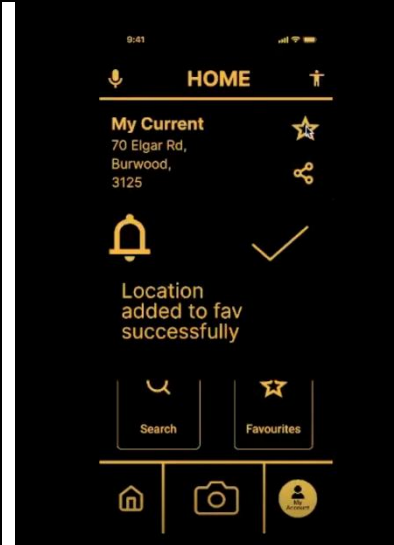 9:41
HOME
My Current
70 Elgar Rd,
Burwood,
3125
Location
added to fav
successfully
Search
Favourites
My
Account